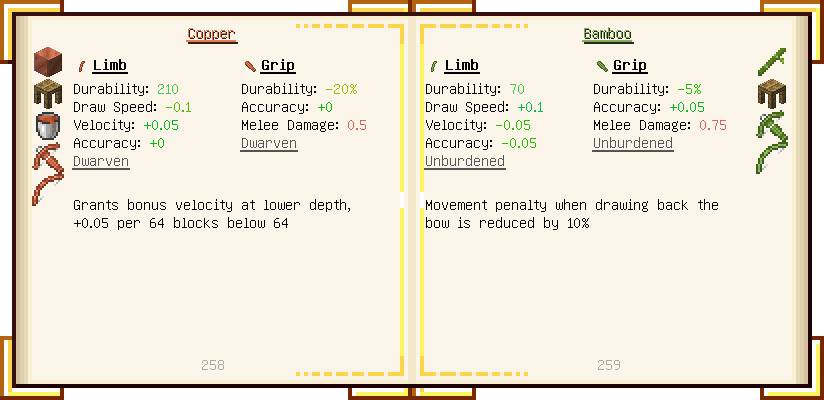 Copper
Limb
Durability: 210
Draw Speed: -0.1
Velocity: +0.05
Accuracy: +0
Dwarven
Grip
Durability: -20%
Accuracy: +0
Melee Damage: 0.5
Dwarven
Grants bonus velocity at lower depth,
+0.05 per 64 blocks below 64
258
Bamboo
Limb
Durability: 70
Draw Speed: +0.1
Velocity: -0.05
Accuracy: -0.05
Unburdened
Grip
Durability: -5%
Accuracy: +0.05
Melee Damage: 0.75
Unburdened
Movement penalty when drawing back the
bow is reduced by 10%
259